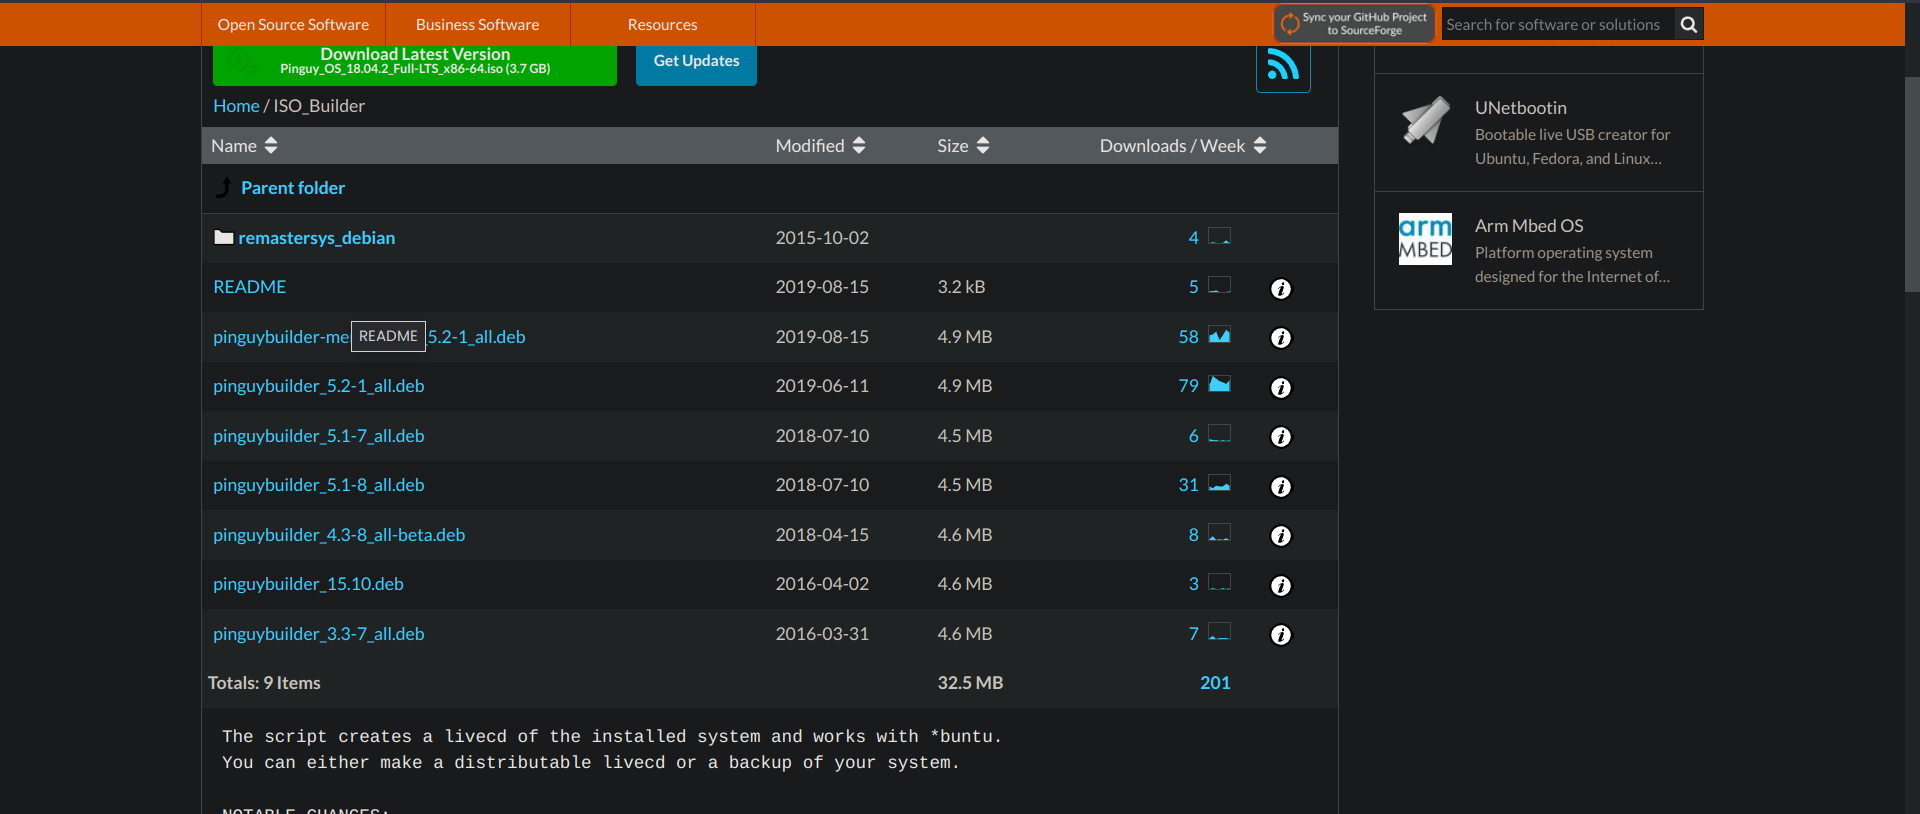 Open Source Software
Business Software
Resources
Sync your GitHub Project
to SourceForge
Search for software or solutions
Download Latest Version
Pinguy_OS_18.04.2_Full-LTS_x86-64.iso (3.7 GB)
Get Updates
Home / ISO_Builder
Name Modified Size Downloads / Week
Parent folder
remastersys_debian 2015-10-02 4
README 2019-08-15 3.2 kB 5
pinguybuilder-me README 5.2-1_all.deb 2019-08-15 4.9 MB 58
pinguybuilder_5.2-1_all.deb 2019-06-11 4.9 MB 79
pinguybuilder_5.1-7_all.deb 2018-07-10 4.5 MB 6
pinguybuilder_5.1-8_all.deb 2018-07-10 4.5 MB 31
pinguybuilder_4.3-8_all-beta.deb 2018-04-15 4.6 MB 8
pinguybuilder_15.10.deb 2016-04-02 4.6 MB 3
pinguybuilder_3.3-7_all.deb 2016-03-31 4.6 MB 7
Totals: 9 Items 32.5 MB 201
The script creates a livecd of the installed system and works with *buntu.
You can either make a distributable livecd or a backup of your system.
NOTABLE CHANGES:
UNetbootin
Bootable live USB creator for
Ubuntu, Fedora, and Linux...
arm
MBED
Arm Mbed OS
Platform operating system
designed for the Internet of...